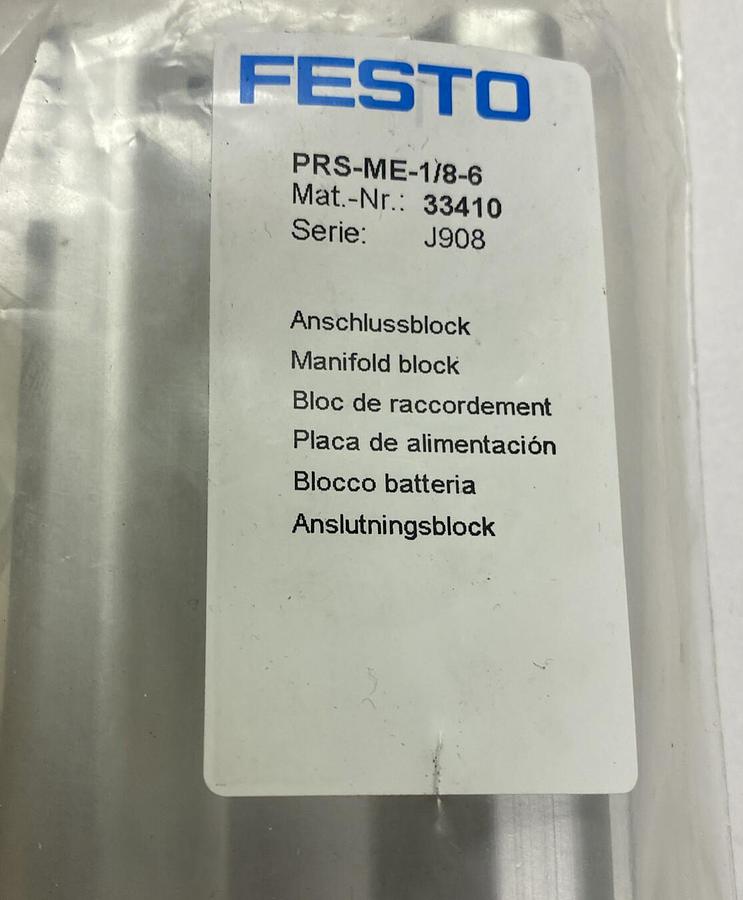 FESTO
PRS-ME-1/8-6
Mat.-Nr.: 33410
Serie: J908
Anschlussblock
Manifold block
Bloc de raccordement
Placa de alimentación
Blocco batteria
Anslutningsblock